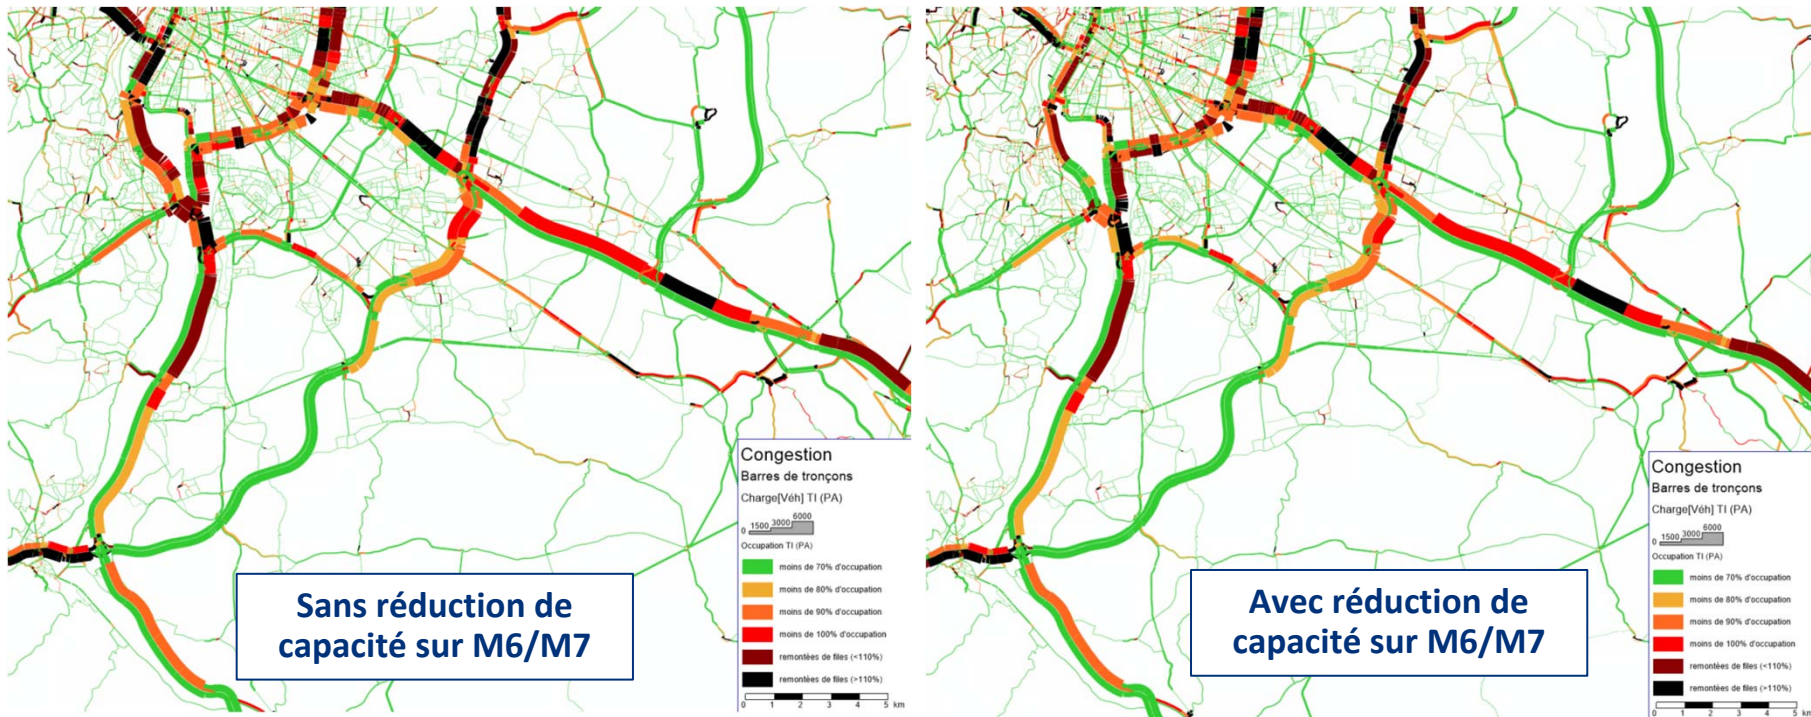 Congestion
Barres de tronçons
Charge[Véh] TI (PA)
0 1500 3000 6000
Occupation TI (PA)
moins de 70% d'occupation
moins de 80% d'occupation
moins de 90% d'occupation
moins de 100% d'occupation
remontées de files (<110%)
remontées de files (>110%)
0 1 2 3 4 5 km
Sans réduction de
capacité sur M6/M7
Congestion
Barres de tronçons
Charge[Véh] TI (PA)
0 1500 3000 6000
Occupation TI (PA)
moins de 70% d'occupation
moins de 80% d'occupation
moins de 90% d'occupation
moins de 100% d'occupation
remontées de files (<110%)
remontées de files (>110%)
0 1 2 3 4 5 km
Avec réduction de
capacité sur M6/M7